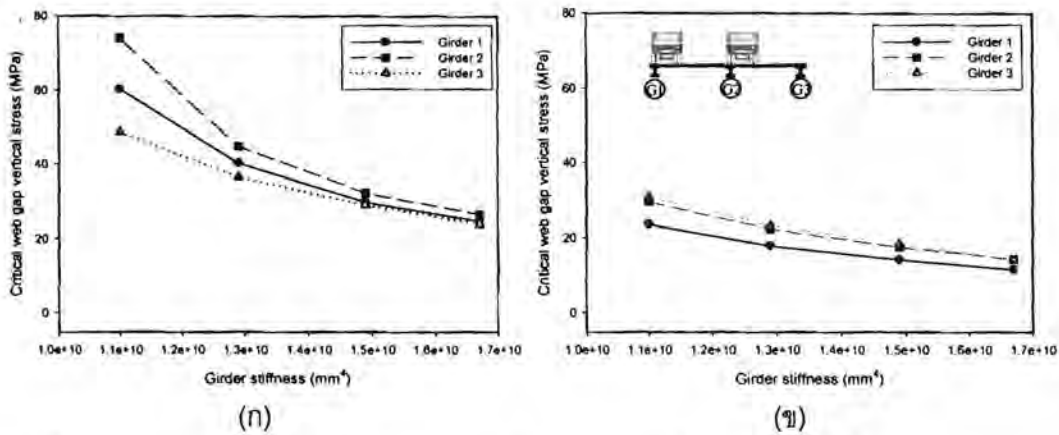 80
60
40
20
0
Critical web gap vertical stress (MPa)
Girder 1
Girder 2
Girder 3
1.0e+10 1.1e+10 1.2e+10 1.3e+10 1.4e+10 1.5e+10 1.6e+10 1.7e+10
Girder stiffness (mm⁴)
(ก)
80
60
40
20
0
Critical web gap vertical stress (MPa)
G1 G2 G3
Girder 1
Girder 2
Girder 3
1.0e+10 1.1e+10 1.2e+10 1.3e+10 1.4e+10 1.5e+10 1.6e+10 1.7e+10
Girder stiffness (mm⁴)
(ข)